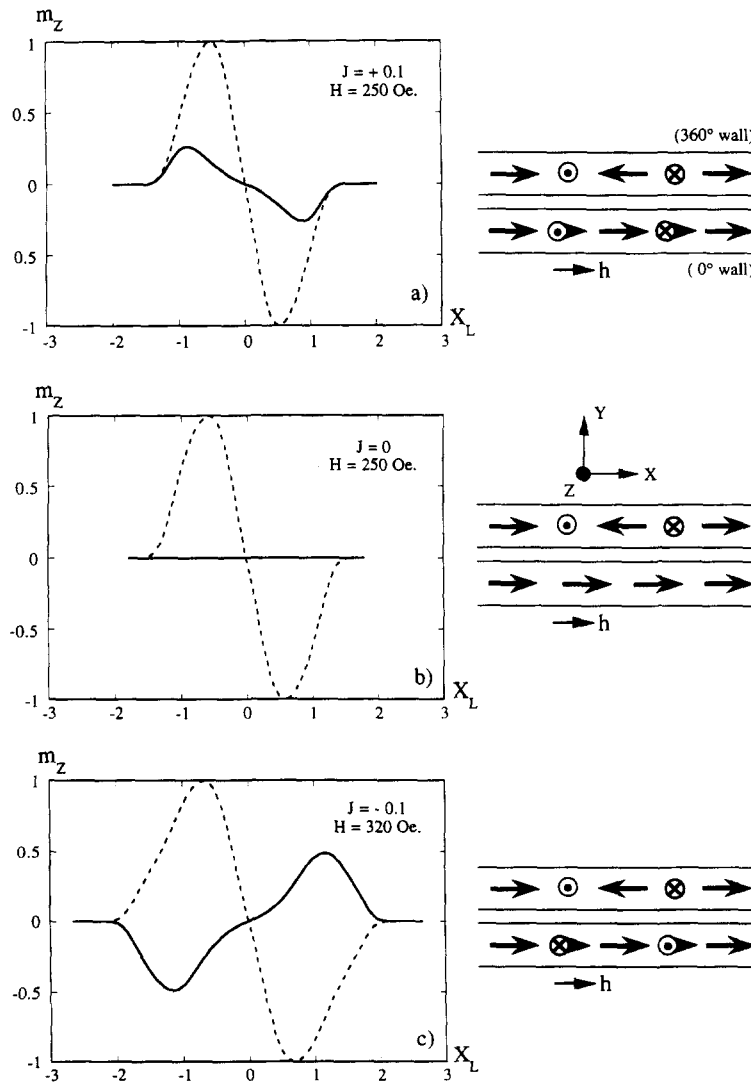 m_Z
1
0.5
0
-0.5
-1
J = + 0.1
H = 250 Oe.
a)
-3 -2 -1 0 1 2 3
X_L
(360° wall)
( 0° wall)
h
1
0.5
0
-0.5
-1
J = 0
H = 250 Oe.
b)
-3 -2 -1 0 1 2 3
X_L
Y
X
Z
h
m_Z
1
0.5
0
-0.5
-1
J = - 0.1
H = 320 Oe.
c)
-3 -2 -1 0 1 2 3
X_L
h